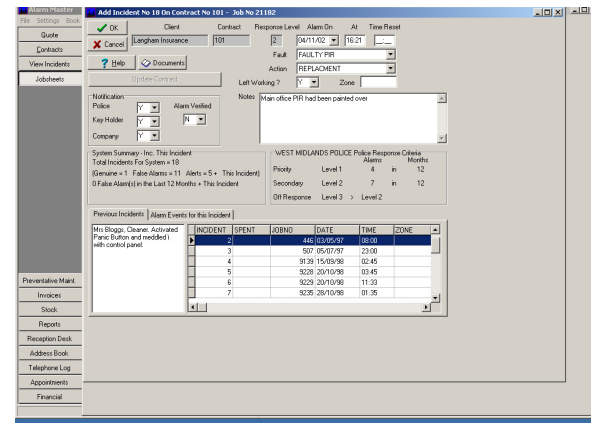 Alarm Master
Add Incident No 18 On Contract No 101 - Job No 21102
File Settings Book
Quote
Contracts
View Incidents
Jobsheets
Preventative Maint.
Invoices
Stock
Reports
Reception Desk
Address Book
Telephone Log
Appointments
Financial
OK
Cancel
Help
Documents
Update Contract
Client Contract Response Level Alarm On At Time Reset
Langham Insurance 101 2 04/11/02 16:21 __:__
Fault FAULTY PIR
Action REPLACMENT
Left Working ? Y Zone
Notification
Police Y Alarm Verified
Key Holder Y N
Company Y
Notes Main office PIR had been painted over
System Summary - Inc. This Incident
Total Incidents For System = 18
(Genuine = 1 False Alarms = 11 Alerts = 5 + This Incident)
0 False Alarm(s) in the Last 12 Months + This Incident
WEST MIDLANDS POLICE Police Response Criteria
Alarms Months
Priority Level 1 4 in 12
Secondary Level 2 7 in 12
Off Response Level 3 > Level 2
Previous Incidents Alarm Events for this Incident
Mrs Bloggs, Cleaner. Activated
Panic Button and meddled i
with control panel.
INCIDENT SPENT JOBNO DATE TIME ZONE
2 446 03/05/97 08:00
3 507 05/07/97 23:00
4 9139 15/09/98 02:45
5 9228 20/10/98 03:45
6 9229 20/10/98 11:33
7 9235 28/10/98 01:35